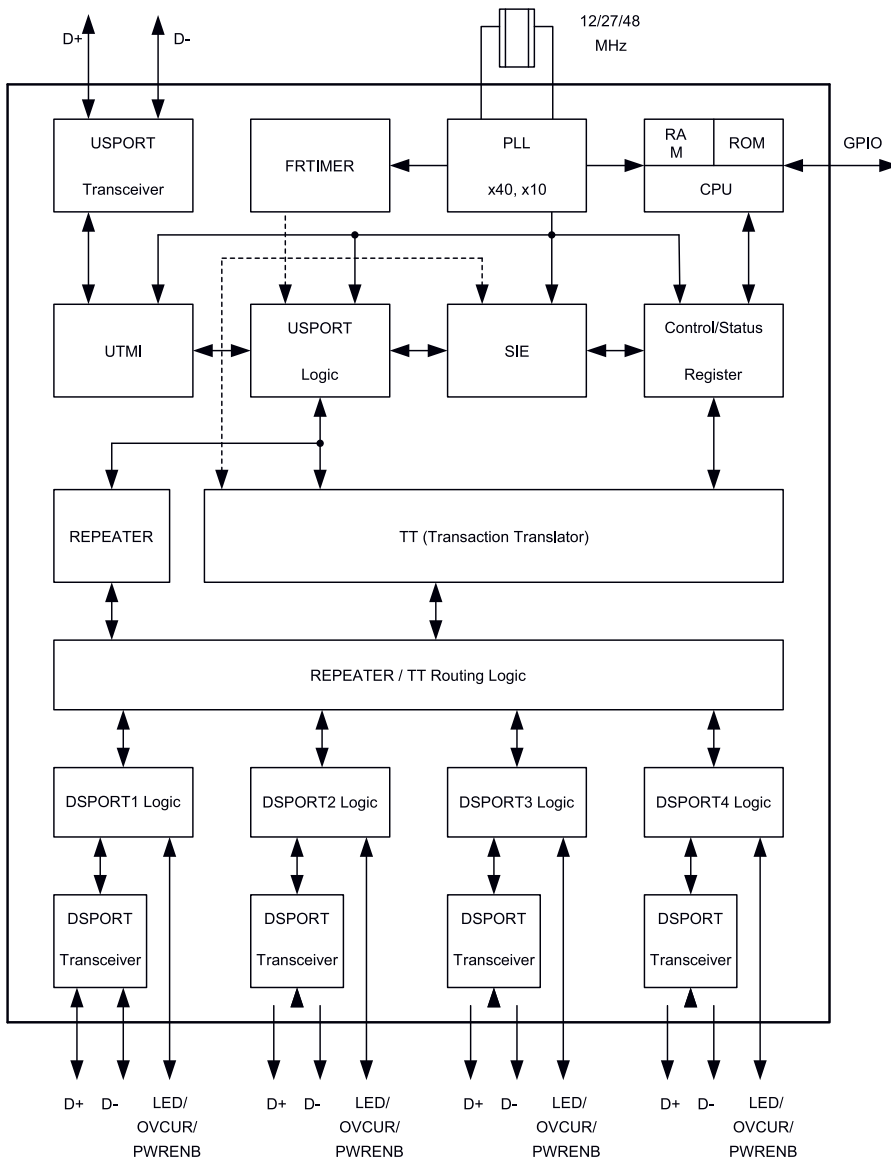 12/27/48
MHz
D+
D-
USPORT
Transceiver
FRTIMER
PLL
x40, x10
RA
M
ROM
CPU
GPIO
UTMI
USPORT
Logic
SIE
Control/Status
Register
REPEATER
TT (Transaction Translator)
REPEATER / TT Routing Logic
DSPORT1 Logic
DSPORT2 Logic
DSPORT3 Logic
DSPORT4 Logic
DSPORT
Transceiver
DSPORT
Transceiver
DSPORT
Transceiver
DSPORT
Transceiver
D+
D-
LED/
OVCUR/
PWRENB
D+
D-
LED/
OVCUR/
PWRENB
D+
D-
LED/
OVCUR/
PWRENB
D+
D-
LED/
OVCUR/
PWRENB